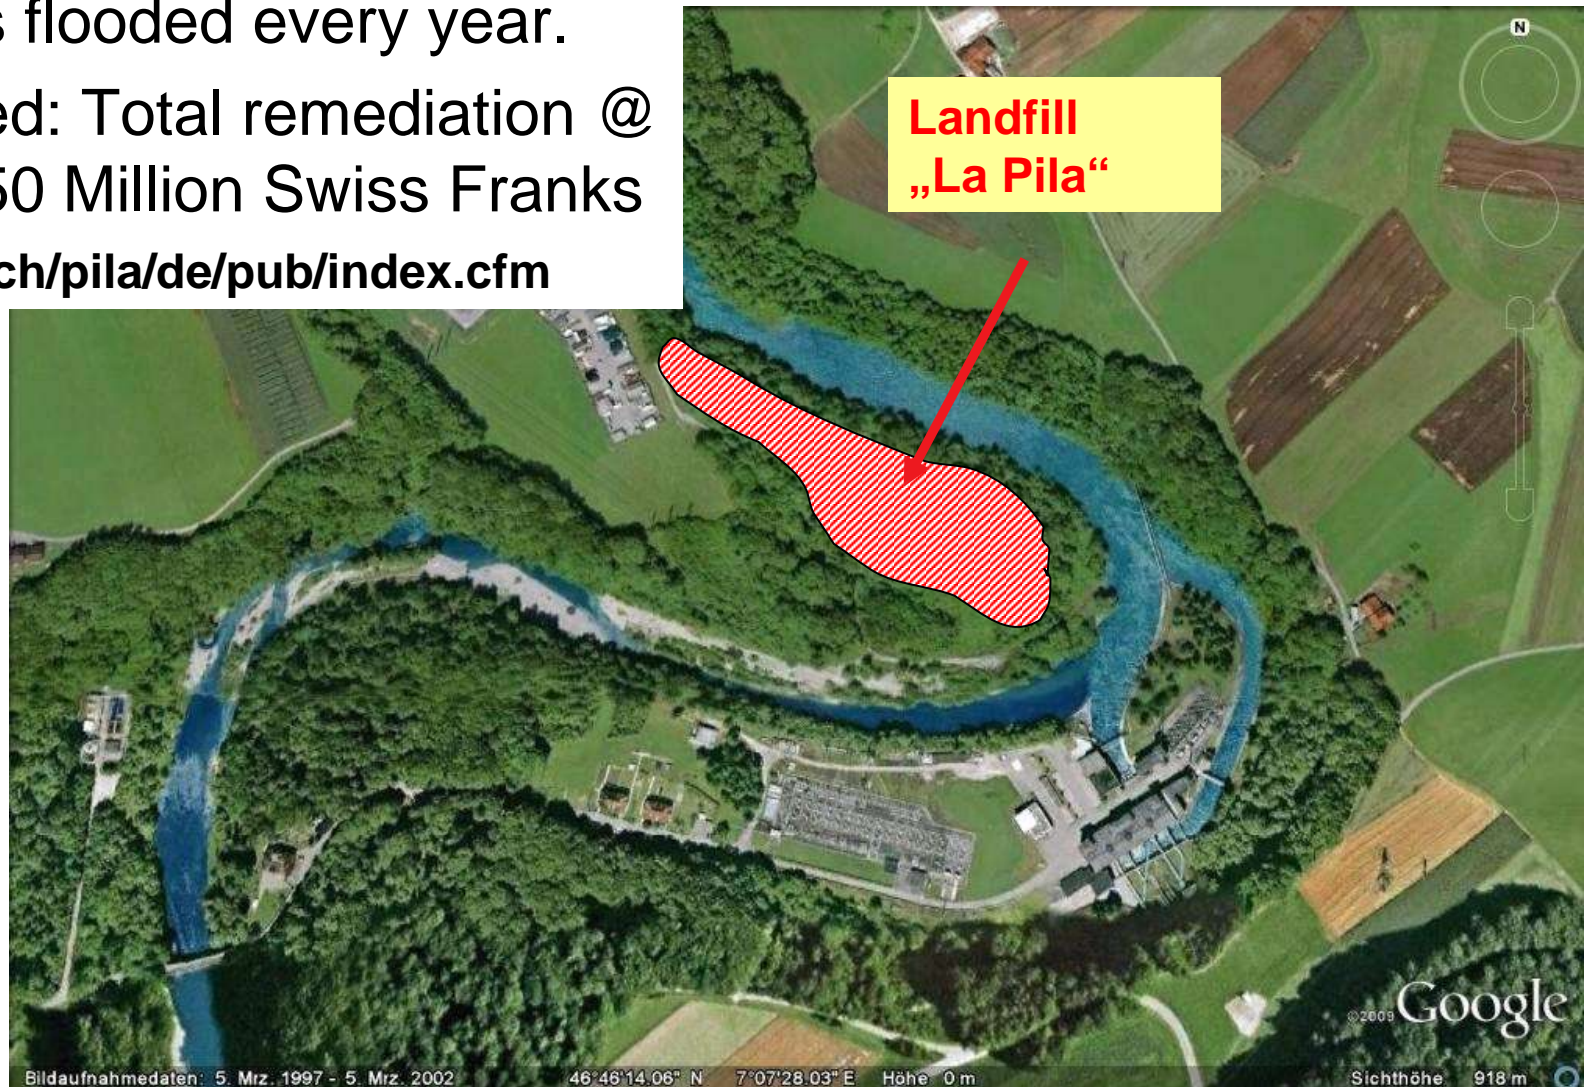 s flooded every year.
ed: Total remediation @
50 Million Swiss Franks
ch/pila/de/pub/index.cfm
Landfill
„La Pila“
N
©2009 Google
Bildaufnahmedaten: 5. Mrz. 1997 - 5. Mrz. 2002 46°46'14.06" N 7°07'28.03" E Höhe 0 m Sichthöhe 918 m